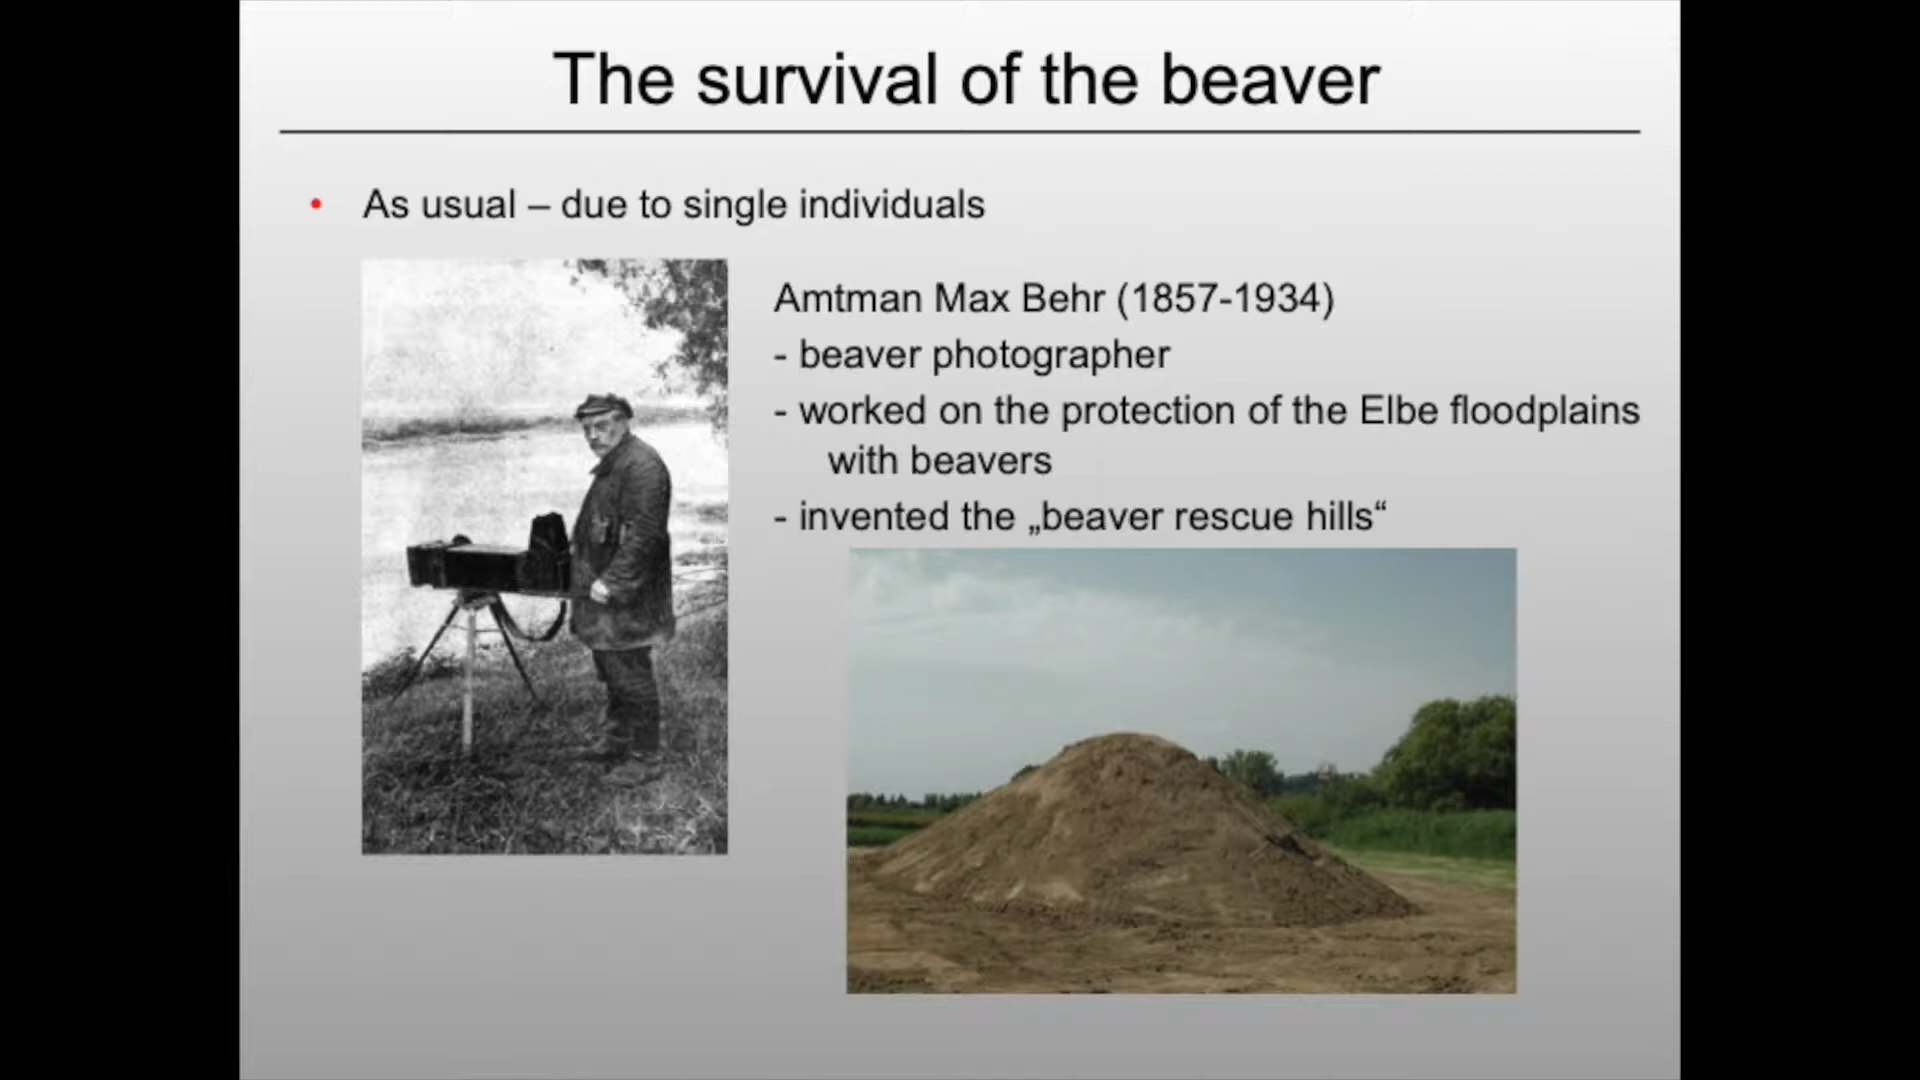 The survival of the beaver
• As usual – due to single individuals
Amtman Max Behr (1857-1934)
- beaver photographer
- worked on the protection of the Elbe floodplains
with beavers
- invented the „beaver rescue hills“